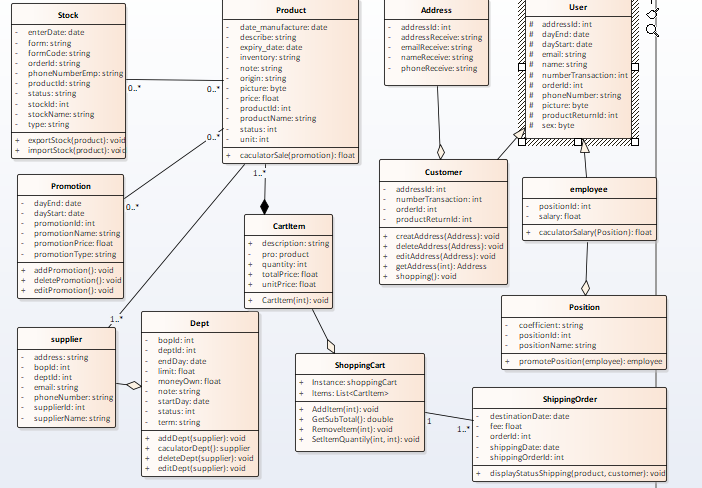 Stock
- enterDate: date
- form: string
- formCode: string
- orderId: string
- phoneNumberEmp: string
- productId: string
- status: string
- stockId: int
- stockName: string
- type: string
+ exportStock(product): void
+ importStock(product): void
0..*
0..*
Product
- date_manufacture: date
- describe: string
- expiry_date: date
- inventory: string
- note: string
- origin: string
- picture: byte
- price: float
- productId: int
- productName: string
- status: int
- unit: int
+ caculatorSale(promotion): float
Address
- addressId: int
- addressReceive: string
- emailReceive: string
- nameReceive: string
- phoneReceive: string
User
# addressId: int
# dayEnd: date
# dayStart: date
# email: string
# name: string
# numberTransaction: int
# orderId: int
# phoneNumber: string
# picture: byte
# productReturnId: int
# sex: byte
0..*
0..*
1..*
1..*
Promotion
- dayEnd: date
- dayStart: date
- promotionId: int
- promotionName: string
- promotionPrice: float
- promotionType: string
+ addPromotion(): void
+ deletePromotion(): void
+ editPromotion(): void
CartItem
+ description: string
- pro: product
+ quantity: int
+ totalPrice: float
+ unitPrice: float
+ CartItem(int): void
Customer
- addressId: int
- numberTransaction: int
- orderId: int
- productReturnId: int
+ creatAddress(Address): void
+ deleteAddress(Address): void
+ editAddress(Address): void
+ getAddress(int): Address
+ shopping(): void
employee
- positionId: int
- salary: float
+ caculatorSalary(Position): float
Position
- coefficient: string
- positionId: int
- positionName: string
+ promotePosition(employee): employee
supplier
- address: string
- bopId: int
- deptId: int
- email: string
- phoneNumber: string
- supplierId: int
- supplierName: string
Dept
- bopId: int
- deptId: int
- endDay: date
- limit: float
- moneyOwn: float
- note: string
- startDay: date
- status: int
- term: string
+ addDept(supplier): void
+ caculatorDept(): supplier
+ deleteDept(supplier): void
+ editDept(supplier): void
ShoppingCart
+ Instance: shoppingCart
+ Items: List<CartItem>
+ AddItem(int): void
+ GetSubTotal(): double
+ RemoveItem(int): void
+ SetItemQuantily(int, int): void
1
1..*
ShippingOrder
- destinationDate: date
- fee: float
- orderId: int
- shippingDate: date
- shippingOrderId: int
+ displayStatusShipping(product, customer): void